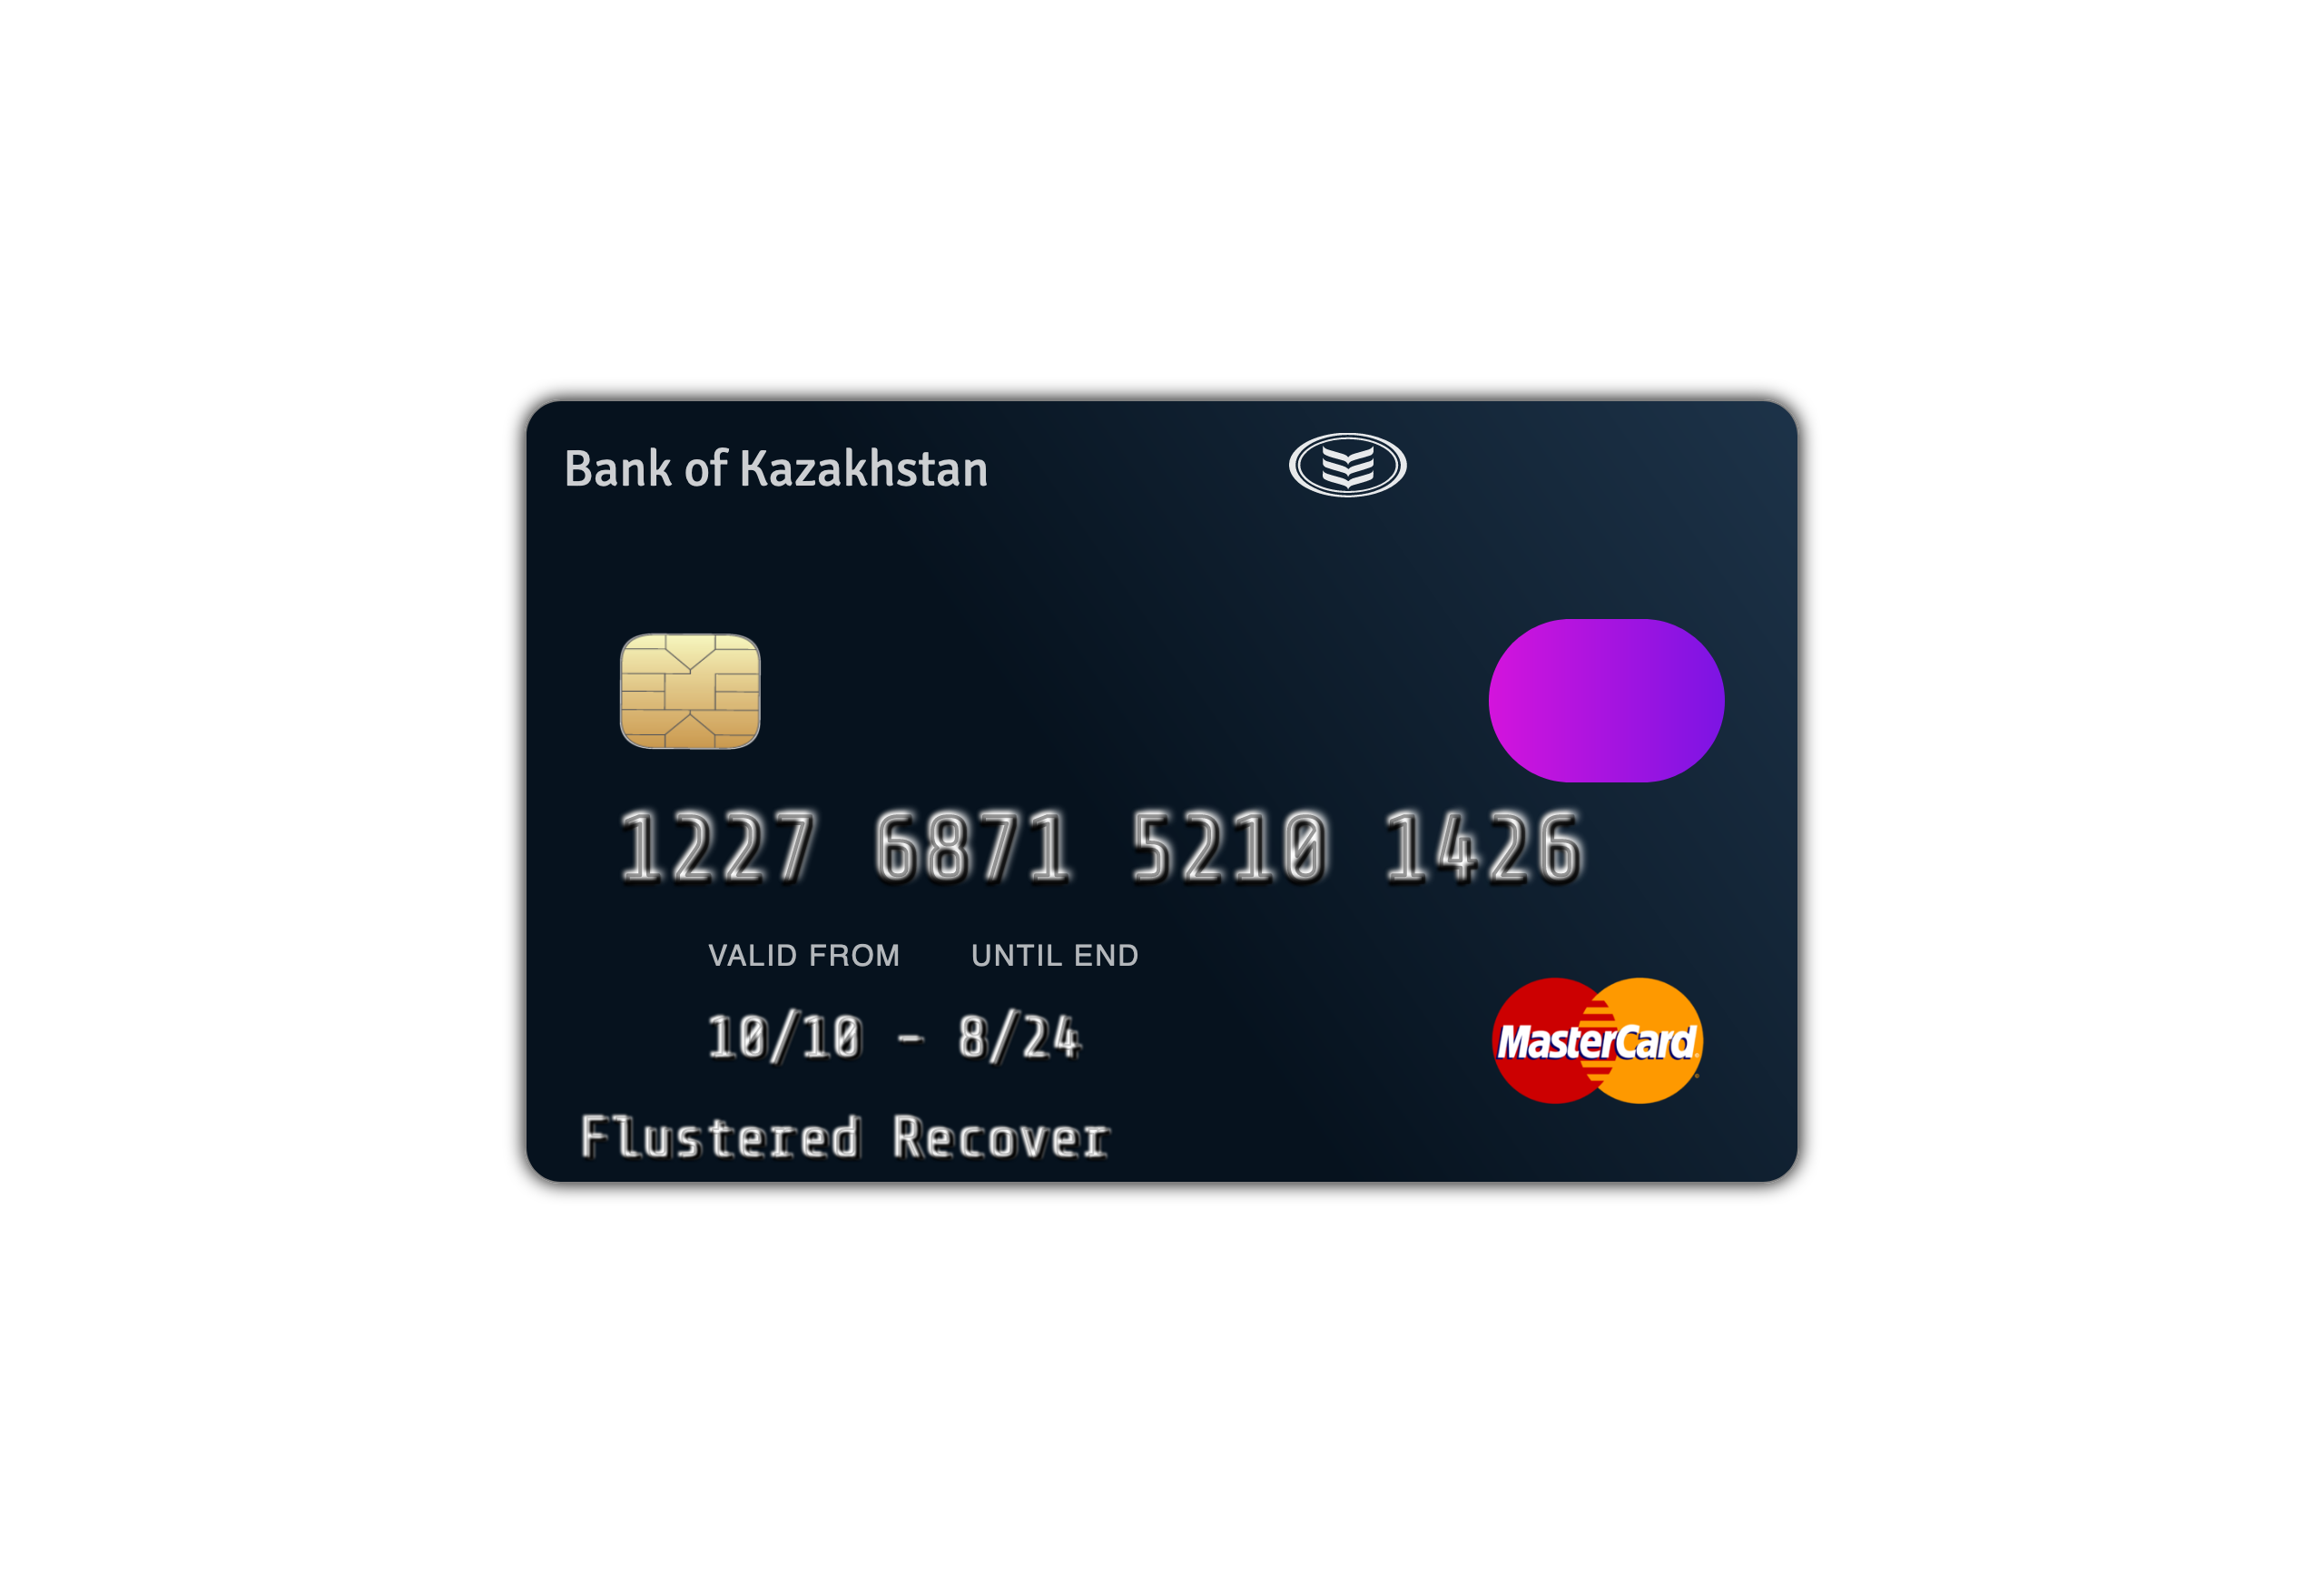 Bank of Kazakhstan
1227 6871 5210 1426
VALID FROM UNTIL END
10/10 - 8/24
MasterCard
Flustered Recover